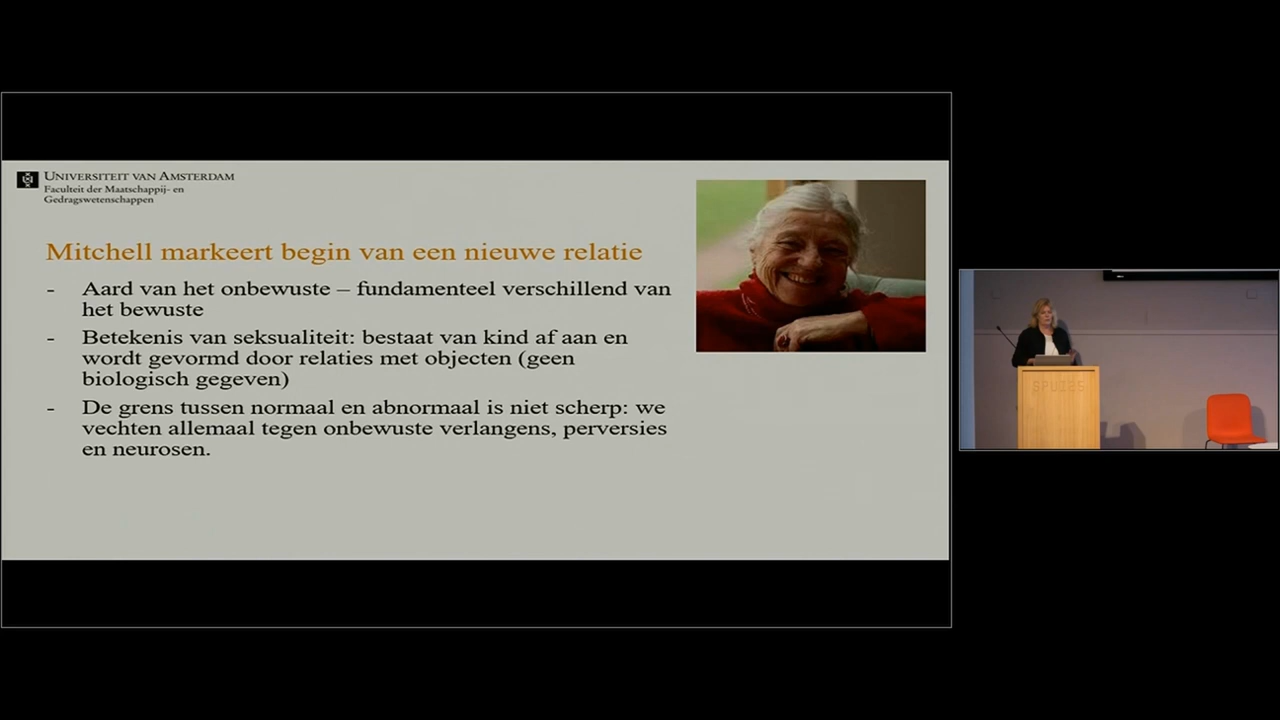 UNIVERSITEIT VAN AMSTERDAM
Faculteit der Maatschappij- en
Gedragswetenschappen
Mitchell markeert begin van een nieuwe relatie
- Aard van het onbewuste – fundamenteel verschillend van
het bewuste
- Betekenis van seksualiteit: bestaat van kind af aan en
wordt gevormd door relaties met objecten (geen
biologisch gegeven)
- De grens tussen normaal en abnormaal is niet scherp: we
vechten allemaal tegen onbewuste verlangens, perversies
en neurosen.
SPUI25